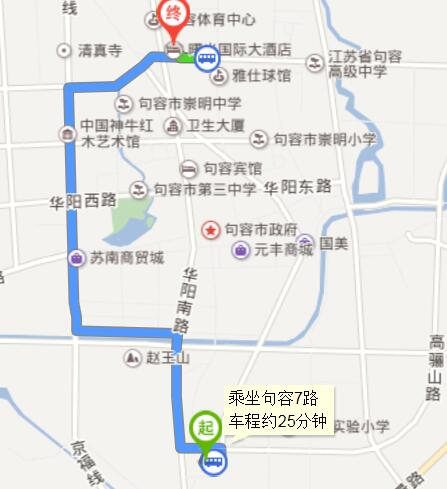 线
终
容体育中心
清真寺
曙光国际大酒店
江苏省句容
高级中学
雅仕球馆
句容市崇明中学
中国神牛红
木艺术馆
卫生大厦
句容市崇明小学
句容宾馆
句容市第三中学
华阳东路
华阳西路
句容市政府
国美
元丰商城
苏南商贸城
华阳南路
高骊山路
赵王山
乘坐句容7路
车程约25分钟
起
实验小学
京福线
路